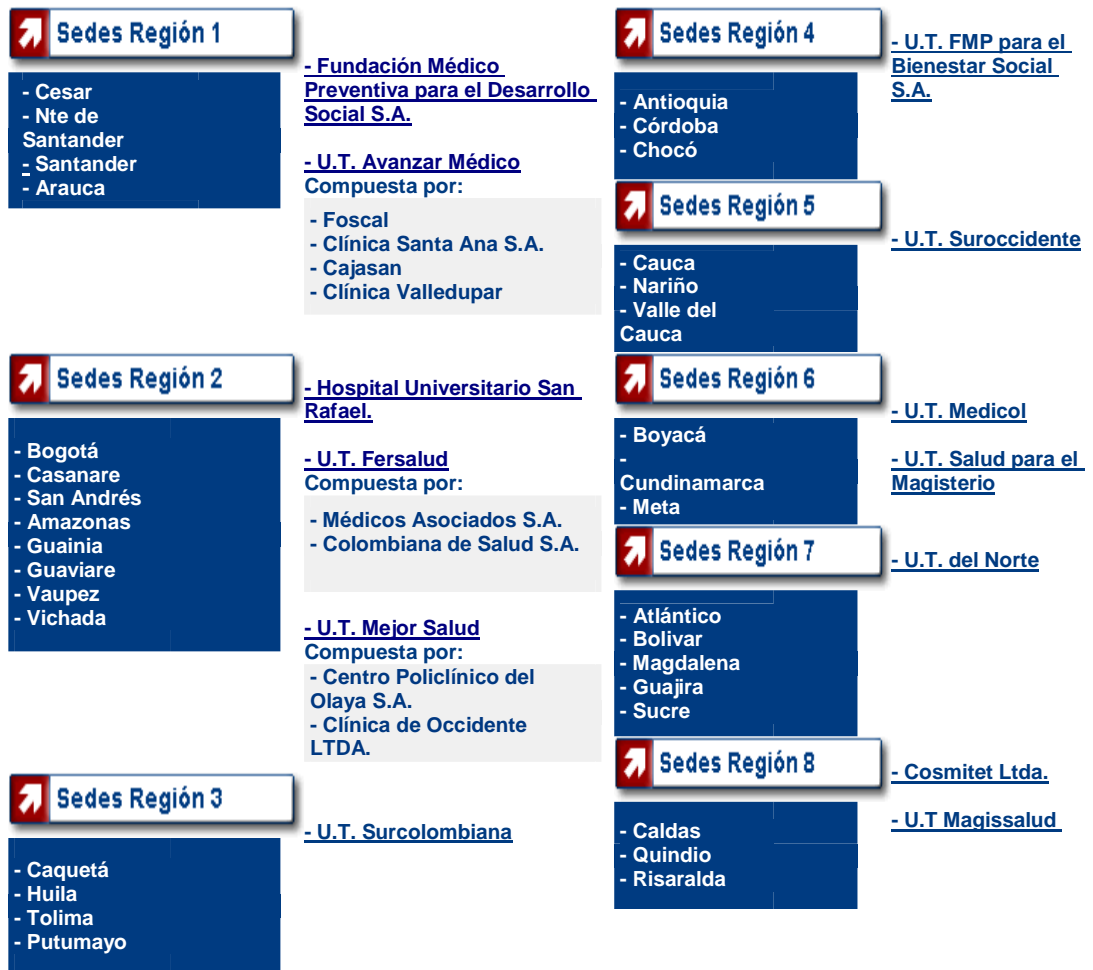 Sedes Región 1
- Cesar
- Nte de
Santander
- Santander
- Arauca
- Fundación Médico
Preventiva para el Desarrollo
Social S.A.
- U.T. Avanzar Médico
Compuesta por:
- Foscal
- Clínica Santa Ana S.A.
- Cajasan
- Clínica Valledupar
Sedes Región 2
- Bogotá
- Casanare
- San Andrés
- Amazonas
- Guainia
- Guaviare
- Vaupez
- Vichada
- Hospital Universitario San
Rafael.
- U.T. Fersalud
Compuesta por:
- Médicos Asociados S.A.
- Colombiana de Salud S.A.
- U.T. Mejor Salud
Compuesta por:
- Centro Policlínico del
Olaya S.A.
- Clínica de Occidente
LTDA.
Sedes Región 3
- Caquetá
- Huila
- Tolima
- Putumayo
- U.T. Surcolombiana
Sedes Región 4
- Antioquia
- Córdoba
- Chocó
- U.T. FMP para el
Bienestar Social
S.A.
Sedes Región 5
- Cauca
- Nariño
- Valle del
Cauca
- U.T. Suroccidente
Sedes Región 6
- Boyacá
-
Cundinamarca
- Meta
- U.T. Medicol
- U.T. Salud para el
Magisterio
Sedes Región 7
- Atlántico
- Bolivar
- Magdalena
- Guajira
- Sucre
- U.T. del Norte
Sedes Región 8
- Caldas
- Quindio
- Risaralda
- Cosmitet Ltda.
- U.T Magissalud